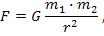 F = G m₁ · m₂ / r² ,